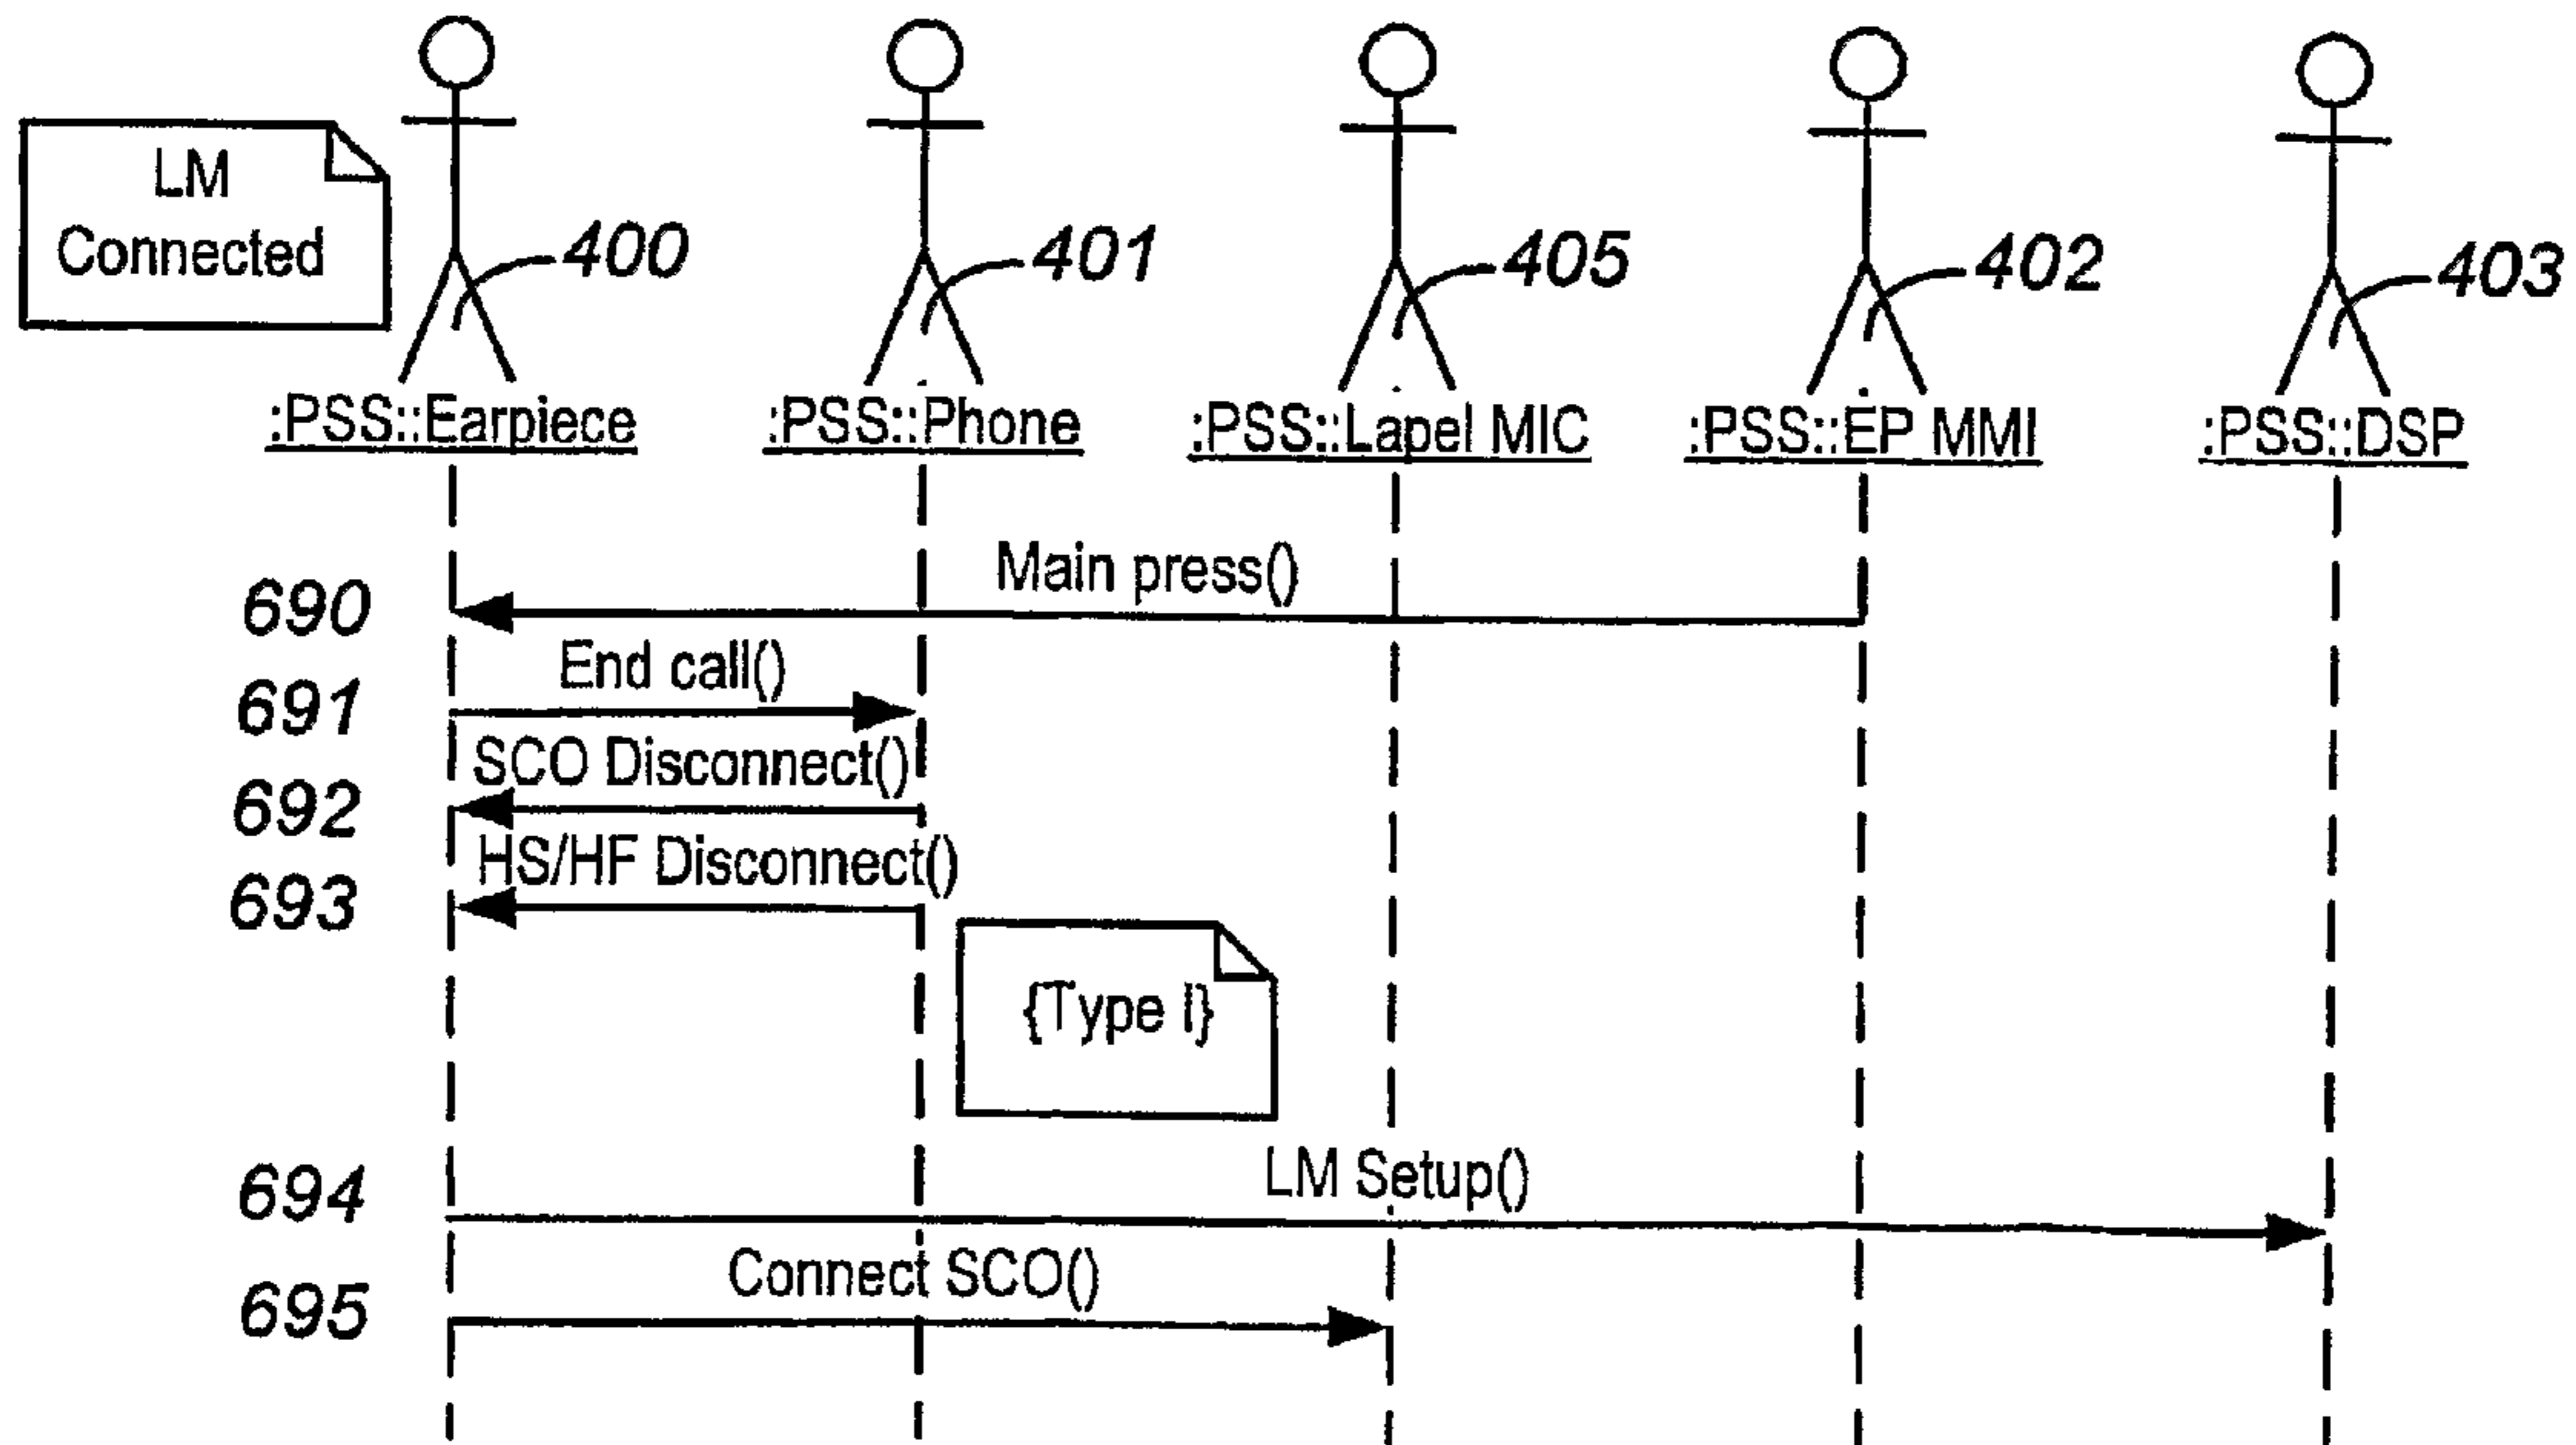 LM
Connected
400
401
405
402
403
:PSS::Earpiece
:PSS::Phone
:PSS::Lapel MIC
:PSS::EP MMI
:PSS::DSP
Main press()
690
End call()
691
SCO Disconnect()
692
HS/HF Disconnect()
693
{Type I}
LM Setup()
694
Connect SCO()
695